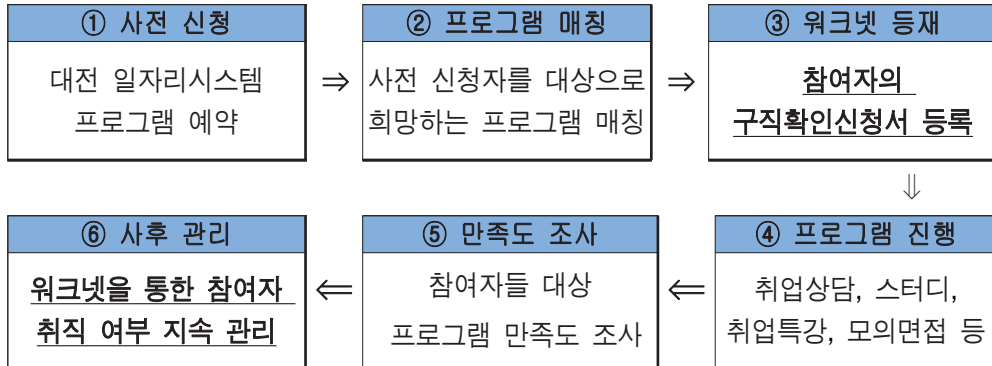 ① 사전 신청
대전 일자리시스템
프로그램 예약
⇒
② 프로그램 매칭
사전 신청자를 대상으로
희망하는 프로그램 매칭
⇒
③ 워크넷 등재
참여자의
구직확인신청서 등록
⇓
④ 프로그램 진행
취업상담, 스터디,
취업특강, 모의면접 등
⇐
⑤ 만족도 조사
참여자들 대상
프로그램 만족도 조사
⇐
⑥ 사후 관리
워크넷을 통한 참여자
취직 여부 지속 관리